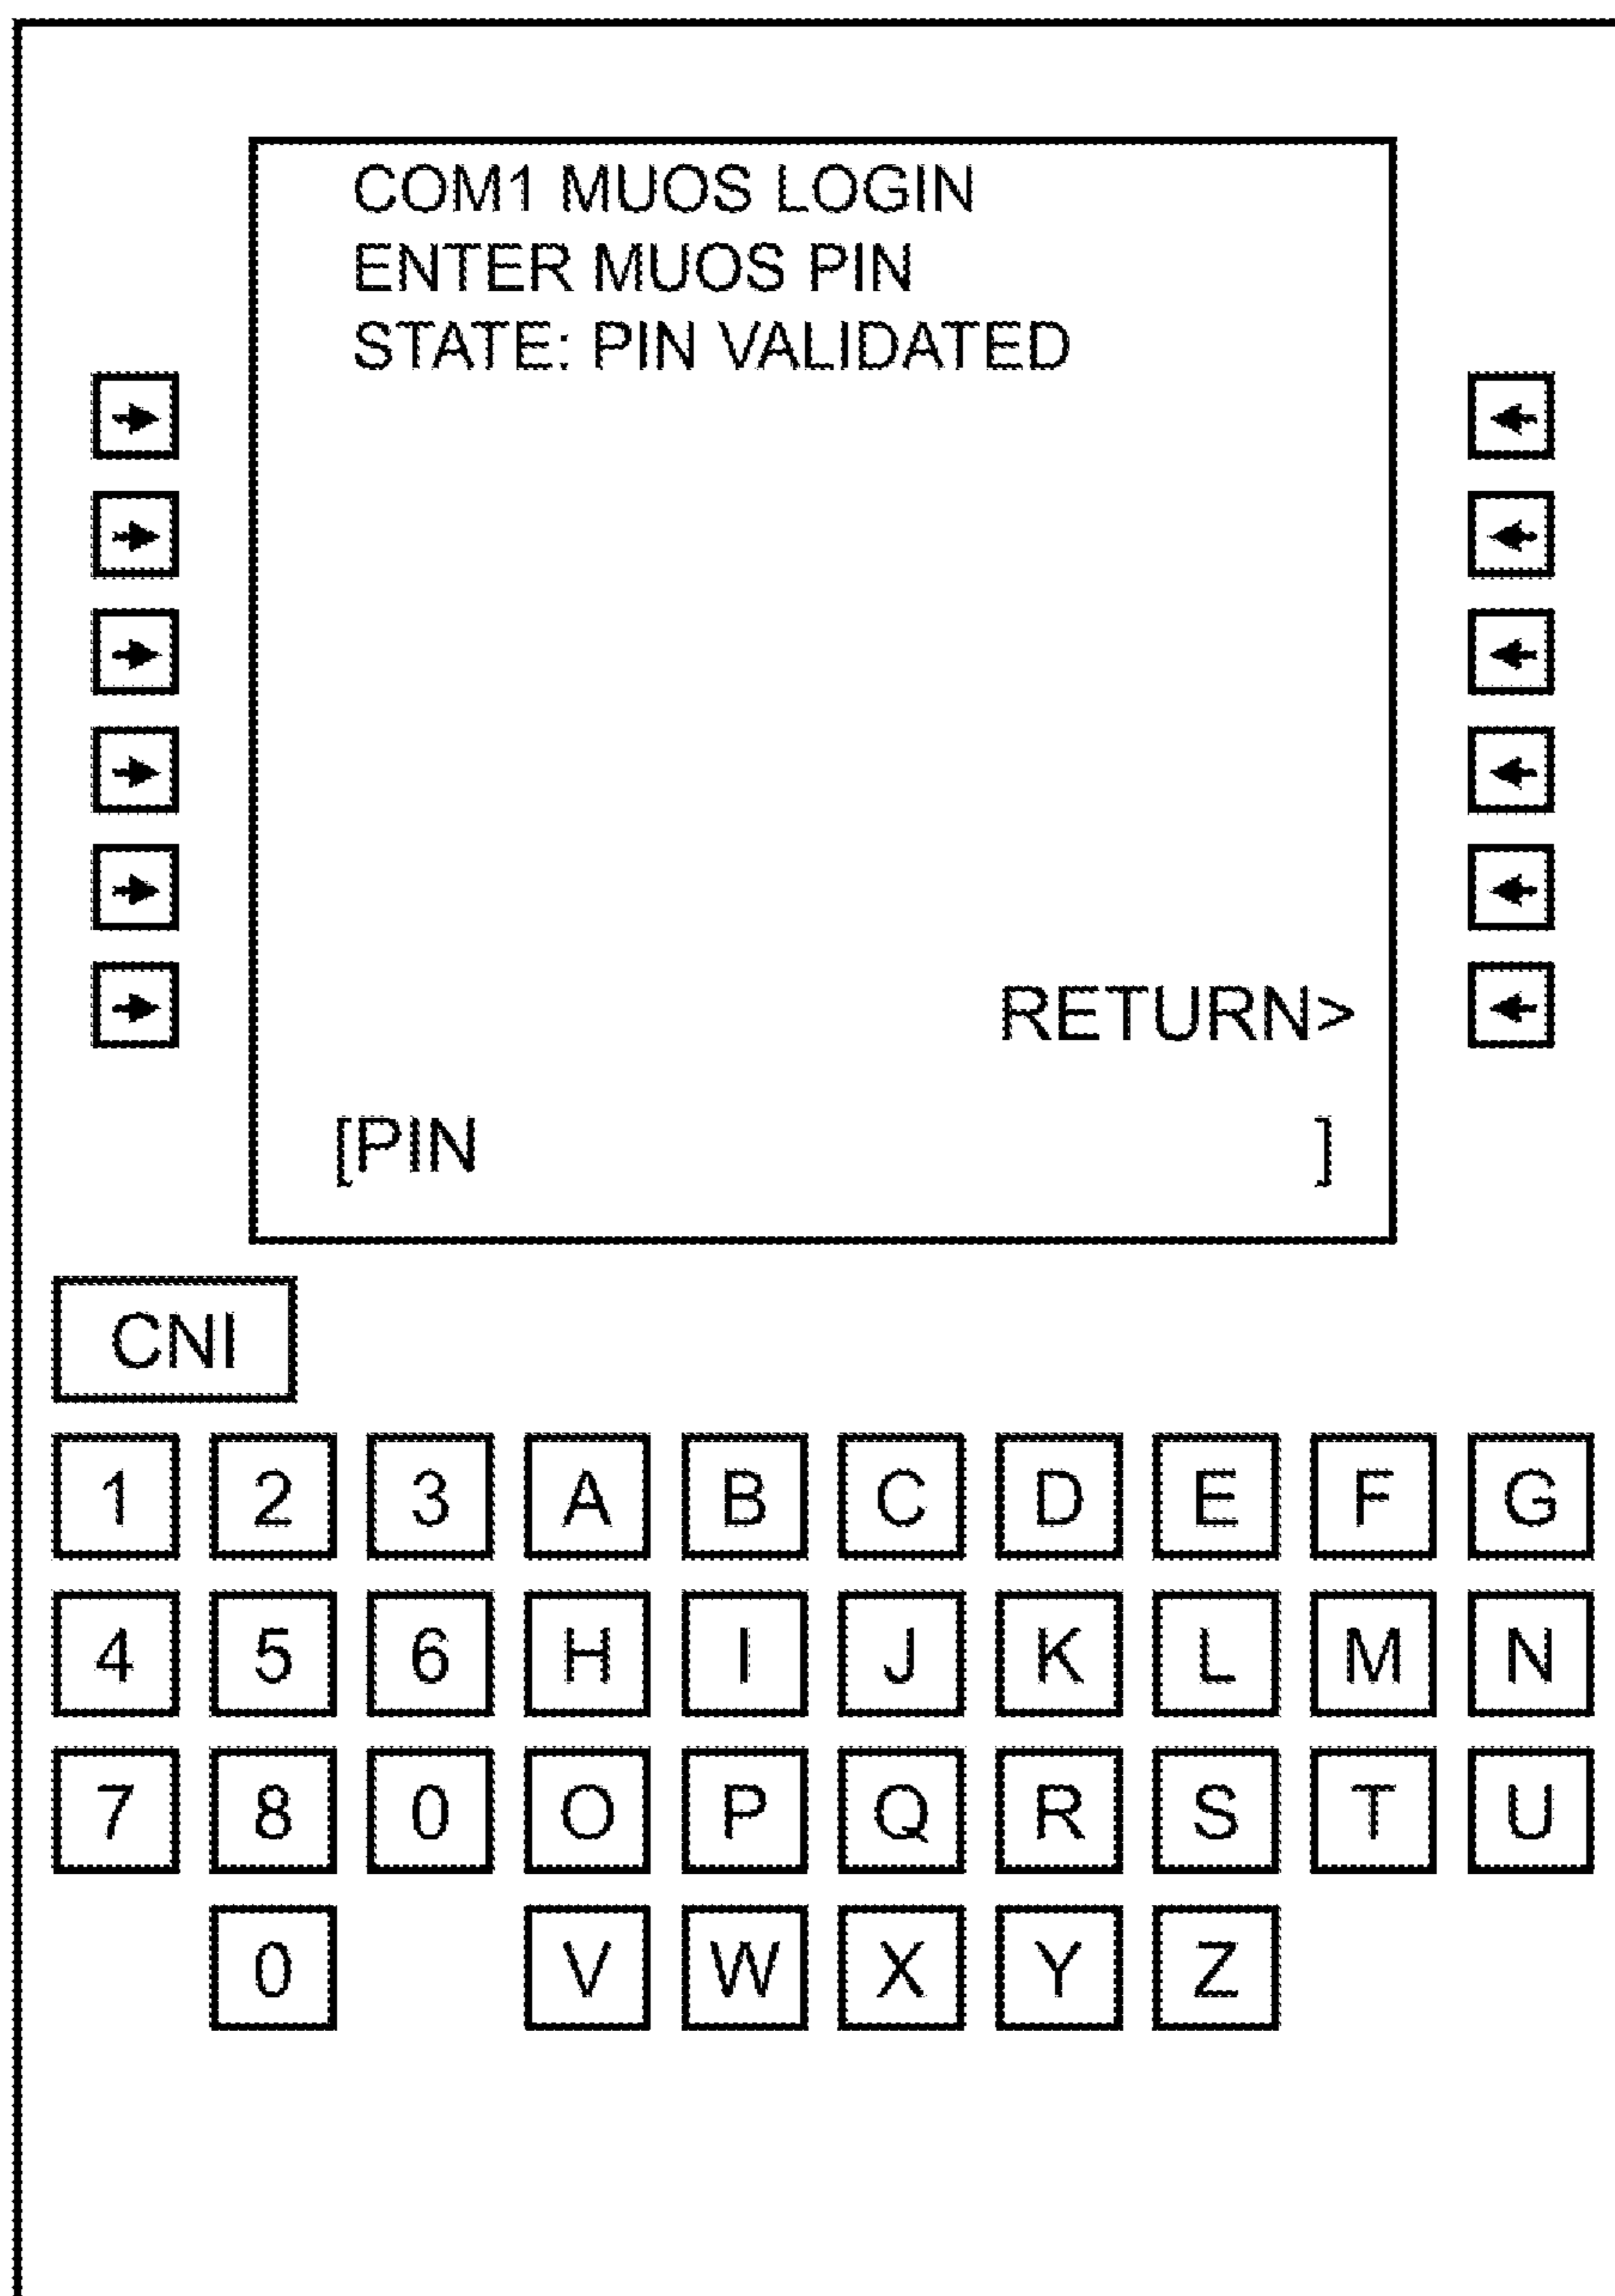 COM1 MUOS LOGIN
ENTER MUOS PIN
STATE: PIN VALIDATED
RETURN>
[PIN ]
CNI
1 2 3 A B C D E F G
4 5 6 H I J K L M N
7 8 0 O P Q R S T U
0 V W X Y Z